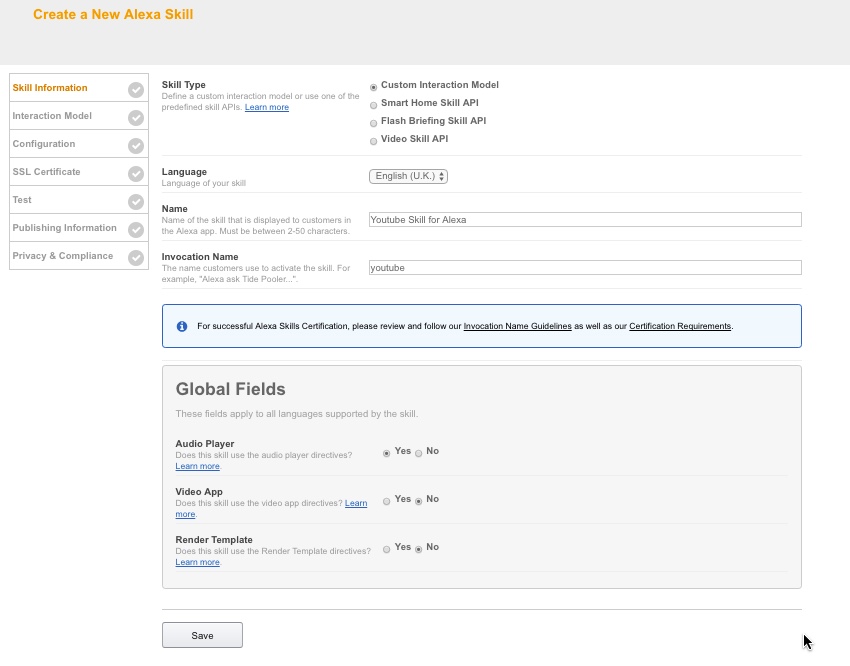 Create a New Alexa Skill
Skill Information
Interaction Model
Configuration
SSL Certificate
Test
Publishing Information
Privacy & Compliance
Skill Type
Define a custom interaction model or use one of the
predefined skill APIs. Learn more
Custom Interaction Model
Smart Home Skill API
Flash Briefing Skill API
Video Skill API
Language
Language of your skill
English (U.K.)
Name
Name of the skill that is displayed to customers in
the Alexa app. Must be between 2-50 characters.
Youtube Skill for Alexa
Invocation Name
The name customers use to activate the skill. For
example, "Alexa ask Tide Pooler...".
youtube
For successful Alexa Skills Certification, please review and follow our Invocation Name Guidelines as well as our Certification Requirements.
Global Fields
These fields apply to all languages supported by the skill.
Audio Player
Does this skill use the audio player directives?
Learn more.
Yes No
Video App
Does this skill use the video app directives? Learn
more.
Yes No
Render Template
Does this skill use the Render Template directives?
Learn more.
Yes No
Save